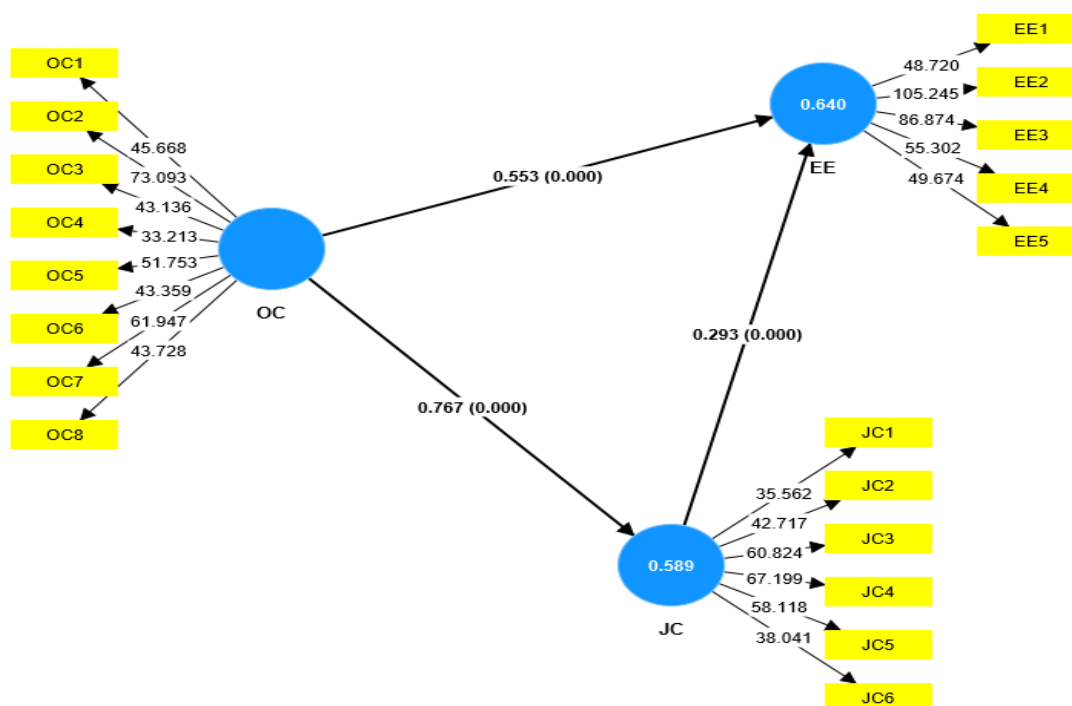 OC1
OC2
OC3
OC4
OC5
OC6
OC7
OC8
45.668
73.093
43.136
33.213
51.753
43.359
61.947
43.728
OC
0.553 (0.000)
0.767 (0.000)
0.293 (0.000)
0.640
EE
48.720
105.245
86.874
55.302
49.674
EE1
EE2
EE3
EE4
EE5
0.589
JC
35.562
42.717
60.824
67.199
58.118
38.041
JC1
JC2
JC3
JC4
JC5
JC6